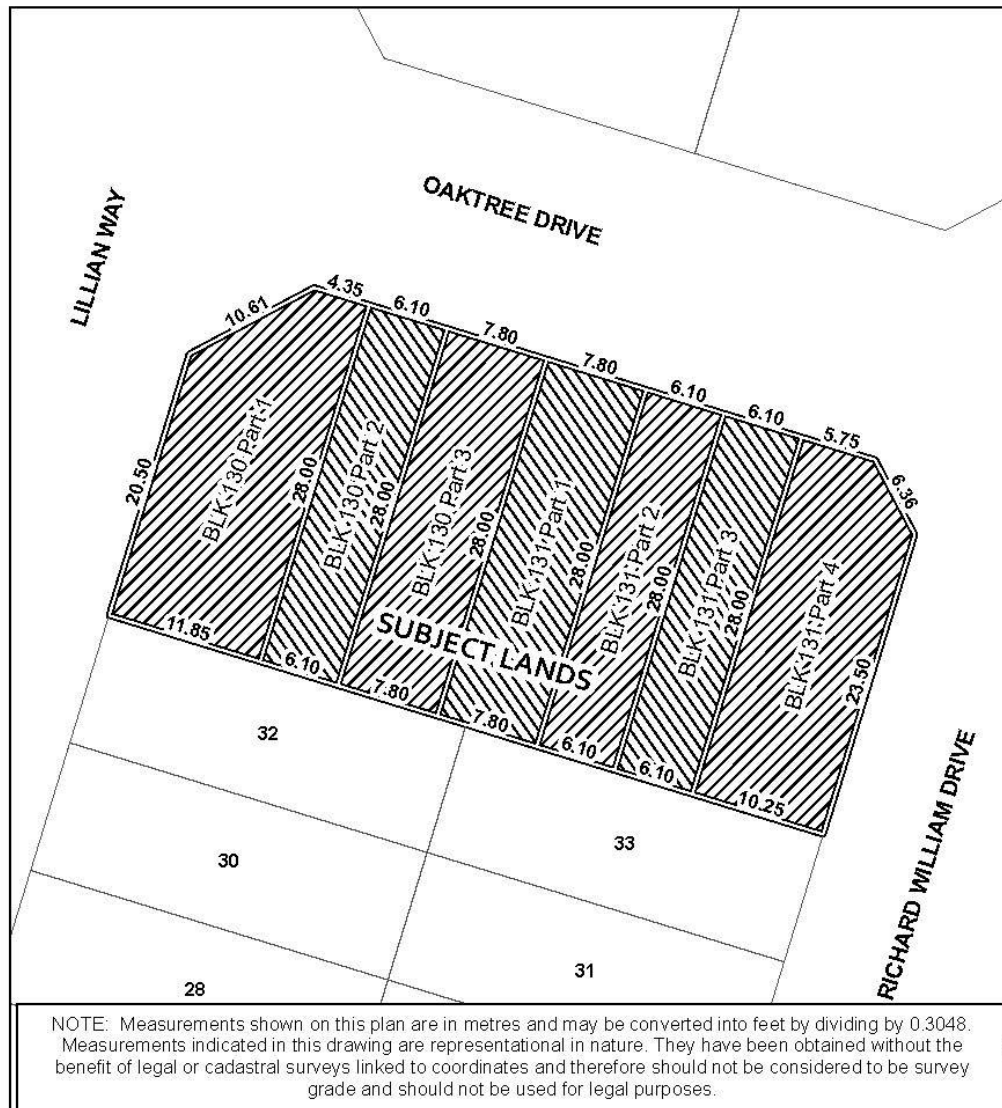 OAKTREE DRIVE
LILLIAN WAY
10.61
4.35
6.10
7.80
7.80
6.10
6.10
5.75
6.36
20.50
BLK 130 Part 1
28.00
BLK 130 Part 2
28.00
BLK 130 Part 3
28.00
BLK 131 Part 1
28.00
BLK 131 Part 2
28.00
BLK 131 Part 3
28.00
BLK 131 Part 4
23.50
SUBJECT LANDS
11.85
6.10
7.80
7.80
6.10
6.10
10.25
32
33
30
31
28
RICHARD WILLIAM DRIVE
NOTE: Measurements shown on this plan are in metres and may be converted into feet by dividing by 0.3048.
Measurements indicated in this drawing are representational in nature. They have been obtained without the
benefit of legal or cadastral surveys linked to coordinates and therefore should not be considered to be survey
grade and should not be used for legal purposes.